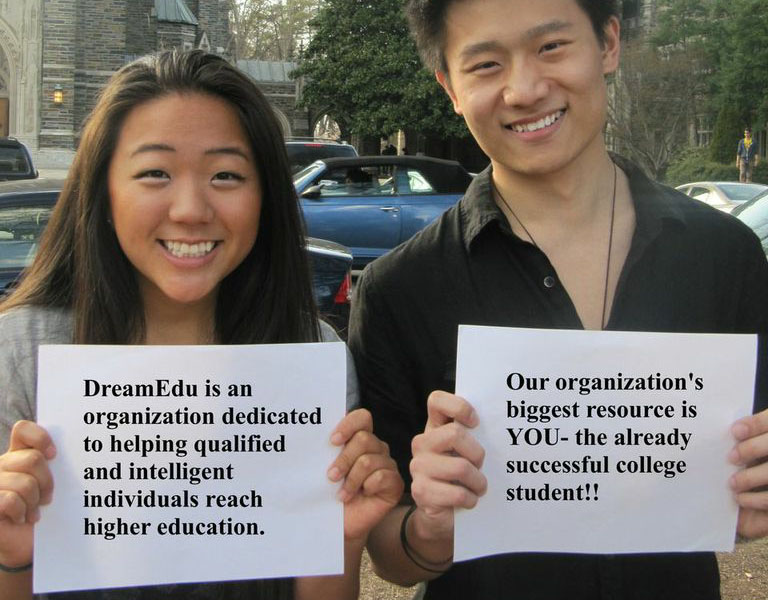 DreamEdu is an
organization dedicated
to helping qualified
and intelligent
individuals reach
higher education.
Our organization's
biggest resource is
YOU- the already
successful college
student!!